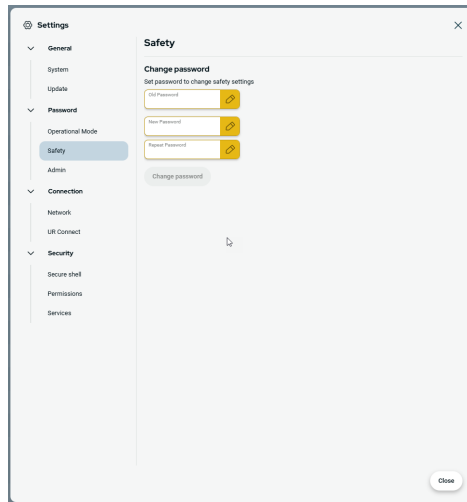 Settings
General
System
Update
Password
Operational Mode
Safety
Admin
Connection
Network
UR Connect
Security
Secure shell
Permissions
Services
Safety
Change password
Set password to change safety settings
Old Password
New Password
Repeat Password
Change password
Close